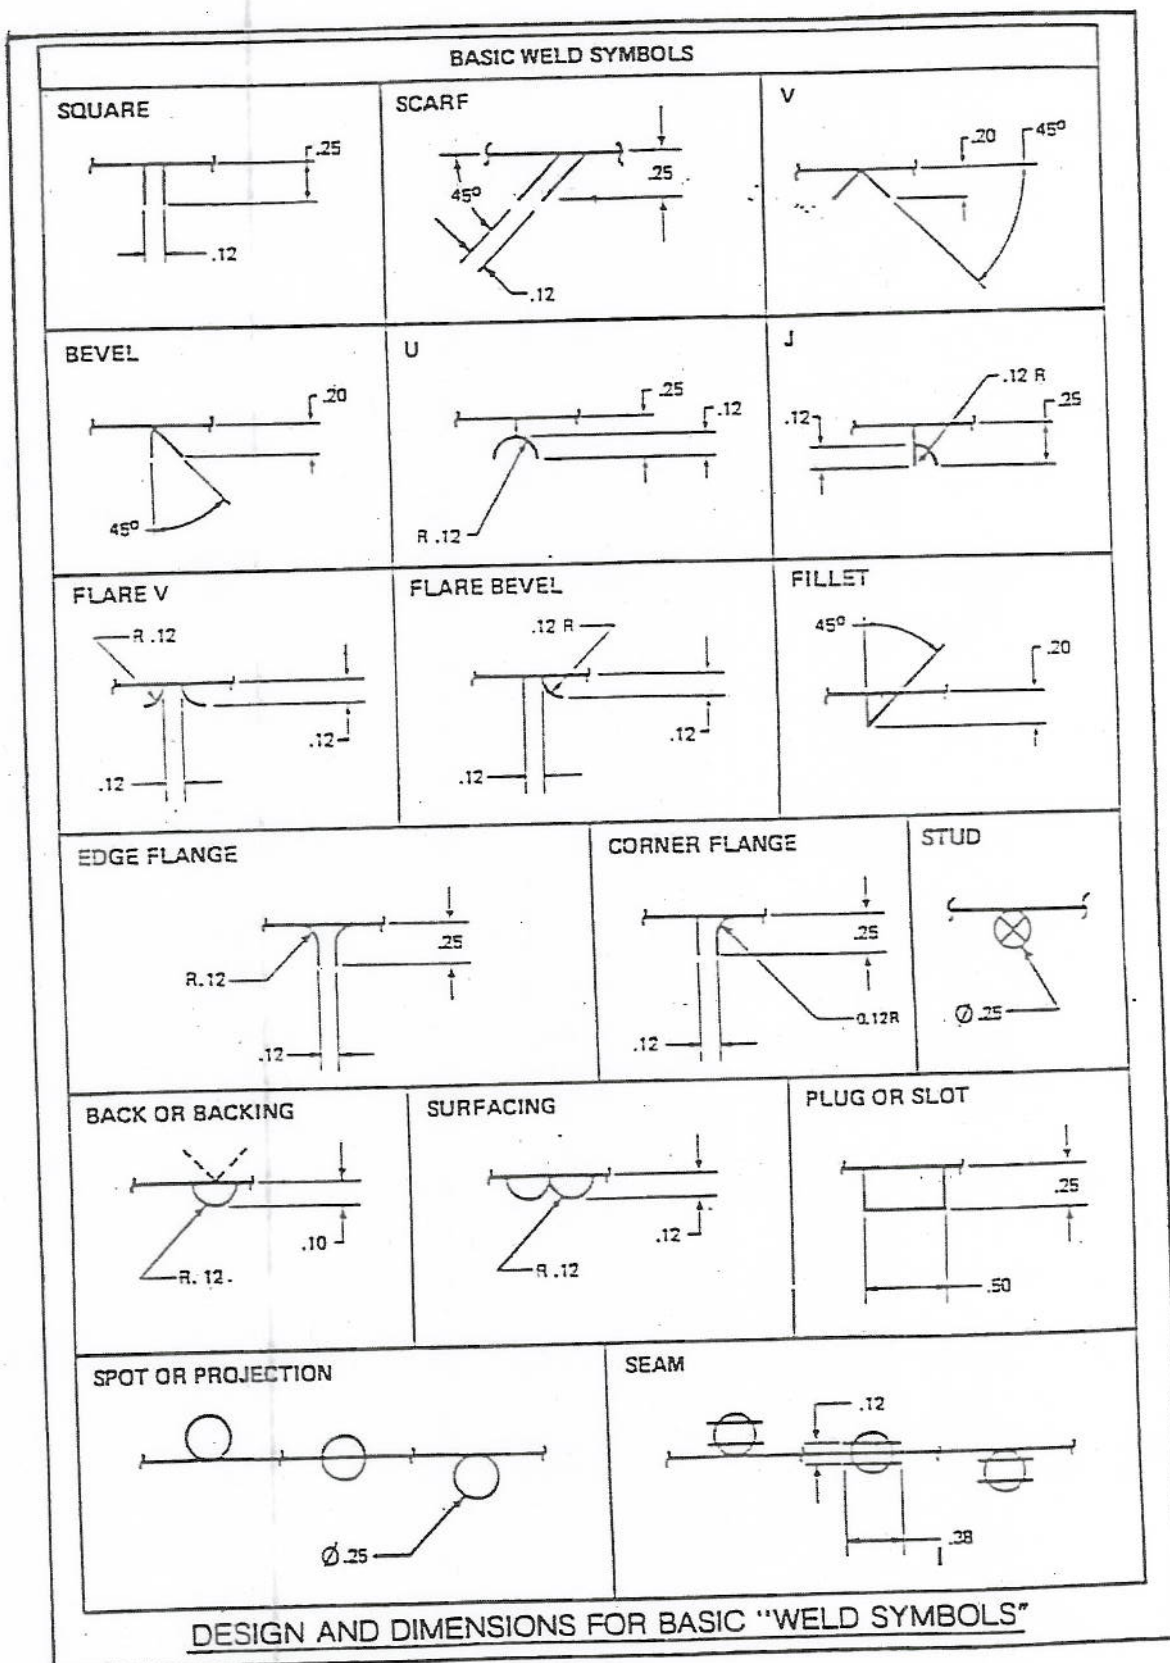 BASIC WELD SYMBOLS
SQUARE
.25
.12
SCARF
45°
.25
.12
V
.20
45°
BEVEL
.20
45°
U
.25
.12
R .12
J
.12 R
.12
.25
FLARE V
R .12
.12
.12
FLARE BEVEL
.12 R
.12
.12
FILLET
45°
.20
EDGE FLANGE
.25
R.12
.12
CORNER FLANGE
.25
0.12R
.12
STUD
Ø .25
BACK OR BACKING
.10
R. 12.
SURFACING
.12
R .12
PLUG OR SLOT
.25
.50
SPOT OR PROJECTION
Ø .25
SEAM
.12
.38
DESIGN AND DIMENSIONS FOR BASIC "WELD SYMBOLS"